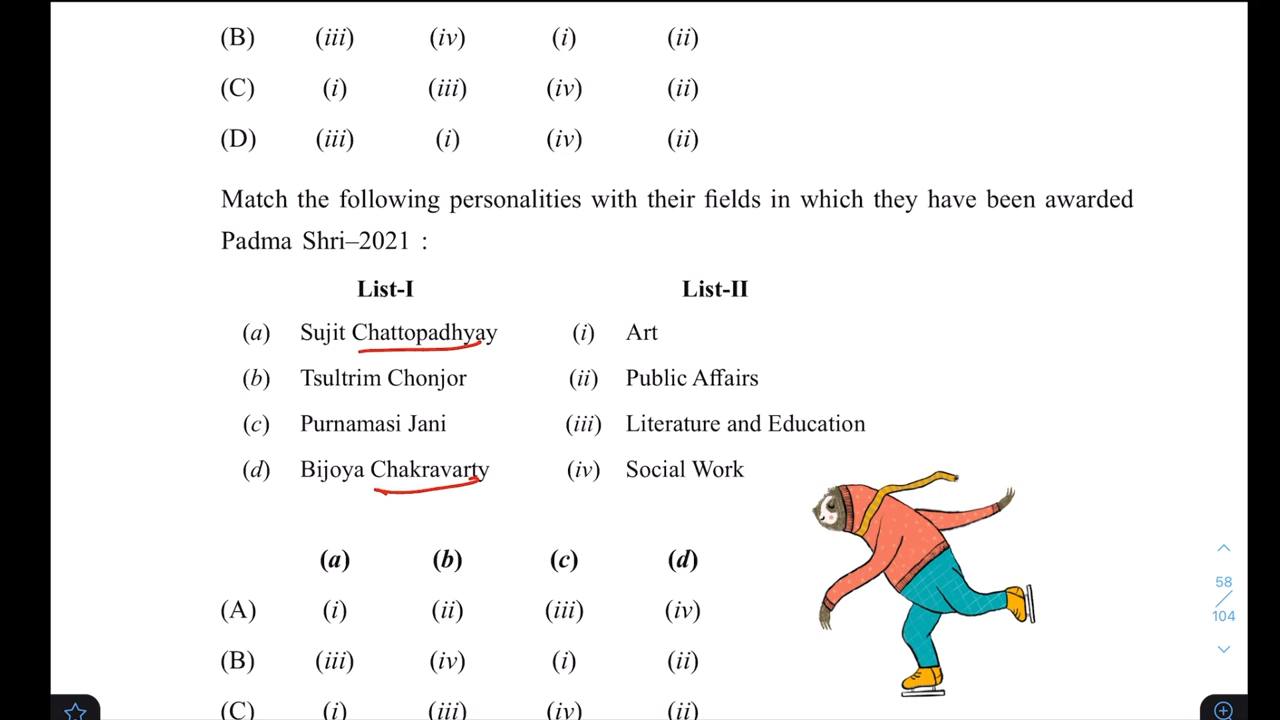 (B) (iii) (iv) (i) (ii)
(C) (i) (iii) (iv) (ii)
(D) (iii) (i) (iv) (ii)
Match the following personalities with their fields in which they have been awarded
Padma Shri–2021 :
List-I List-II
(a) Sujit Chattopadhyay (i) Art
(b) Tsultrim Chonjor (ii) Public Affairs
(c) Purnamasi Jani (iii) Literature and Education
(d) Bijoya Chakravarty (iv) Social Work
(a) (b) (c) (d)
(A) (i) (ii) (iii) (iv)
(B) (iii) (iv) (i) (ii)
(C) (i) (iii) (iv) (ii)
58
104